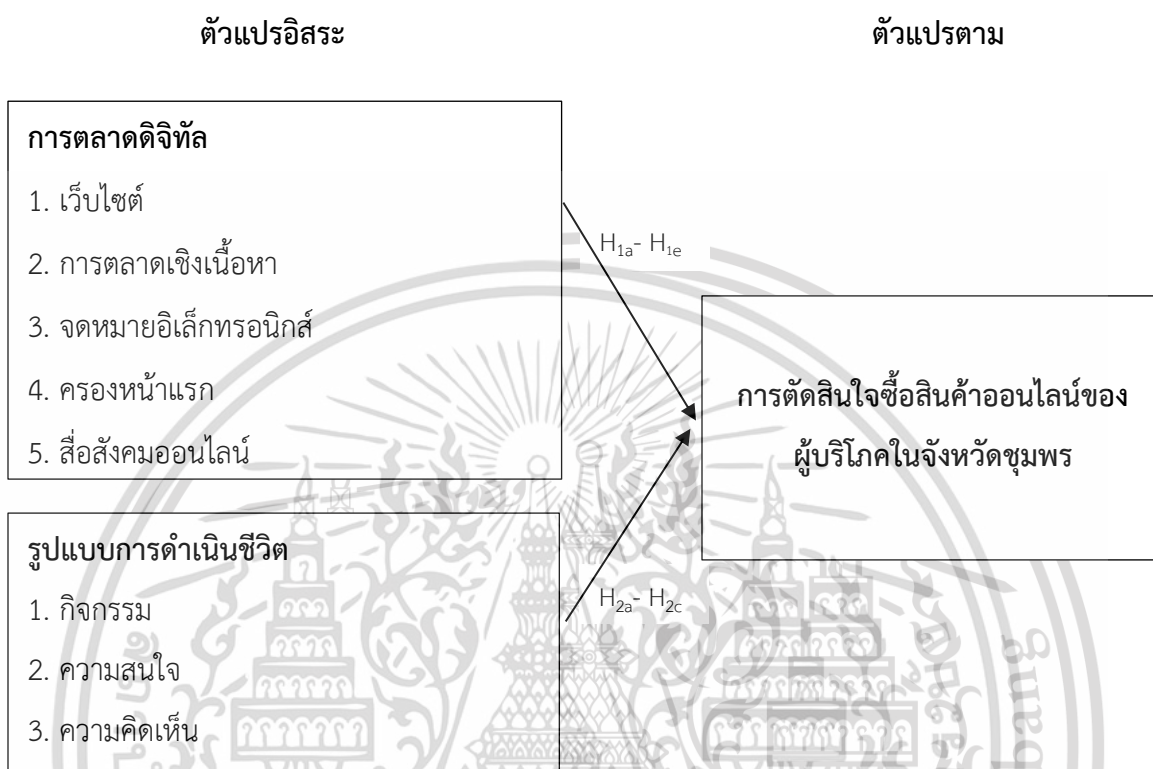 ตัวแปรอิสระ
ตัวแปรตาม
การตลาดดิจิทัล
1. เว็บไซต์
2. การตลาดเชิงเนื้อหา
3. จดหมายอิเล็กทรอนิกส์
4. ครองหน้าแรก
5. สื่อสังคมออนไลน์
H1a- H1e
การตัดสินใจซื้อสินค้าออนไลน์ของ
ผู้บริโภคในจังหวัดชุมพร
รูปแบบการดำเนินชีวิต
1. กิจกรรม
2. ความสนใจ
3. ความคิดเห็น
H2a- H2c